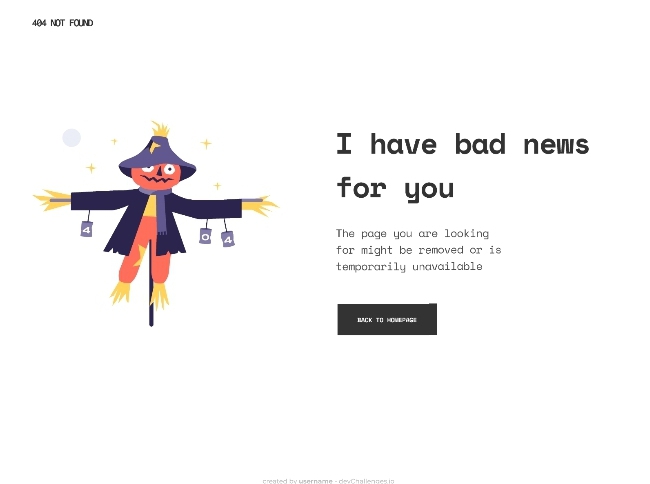 404 NOT FOUND
I have bad news
for you
4
0
4
The page you are looking
for might be removed or is
temporarily unavailable
BACK TO HOMEPAGE
created by username - devChallenges.io